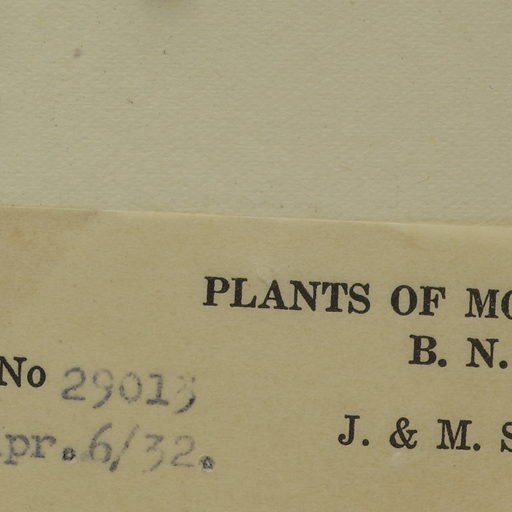 PLANTS OF MO
B. N.
No 29013
pr. 6/32.
J. & M. S